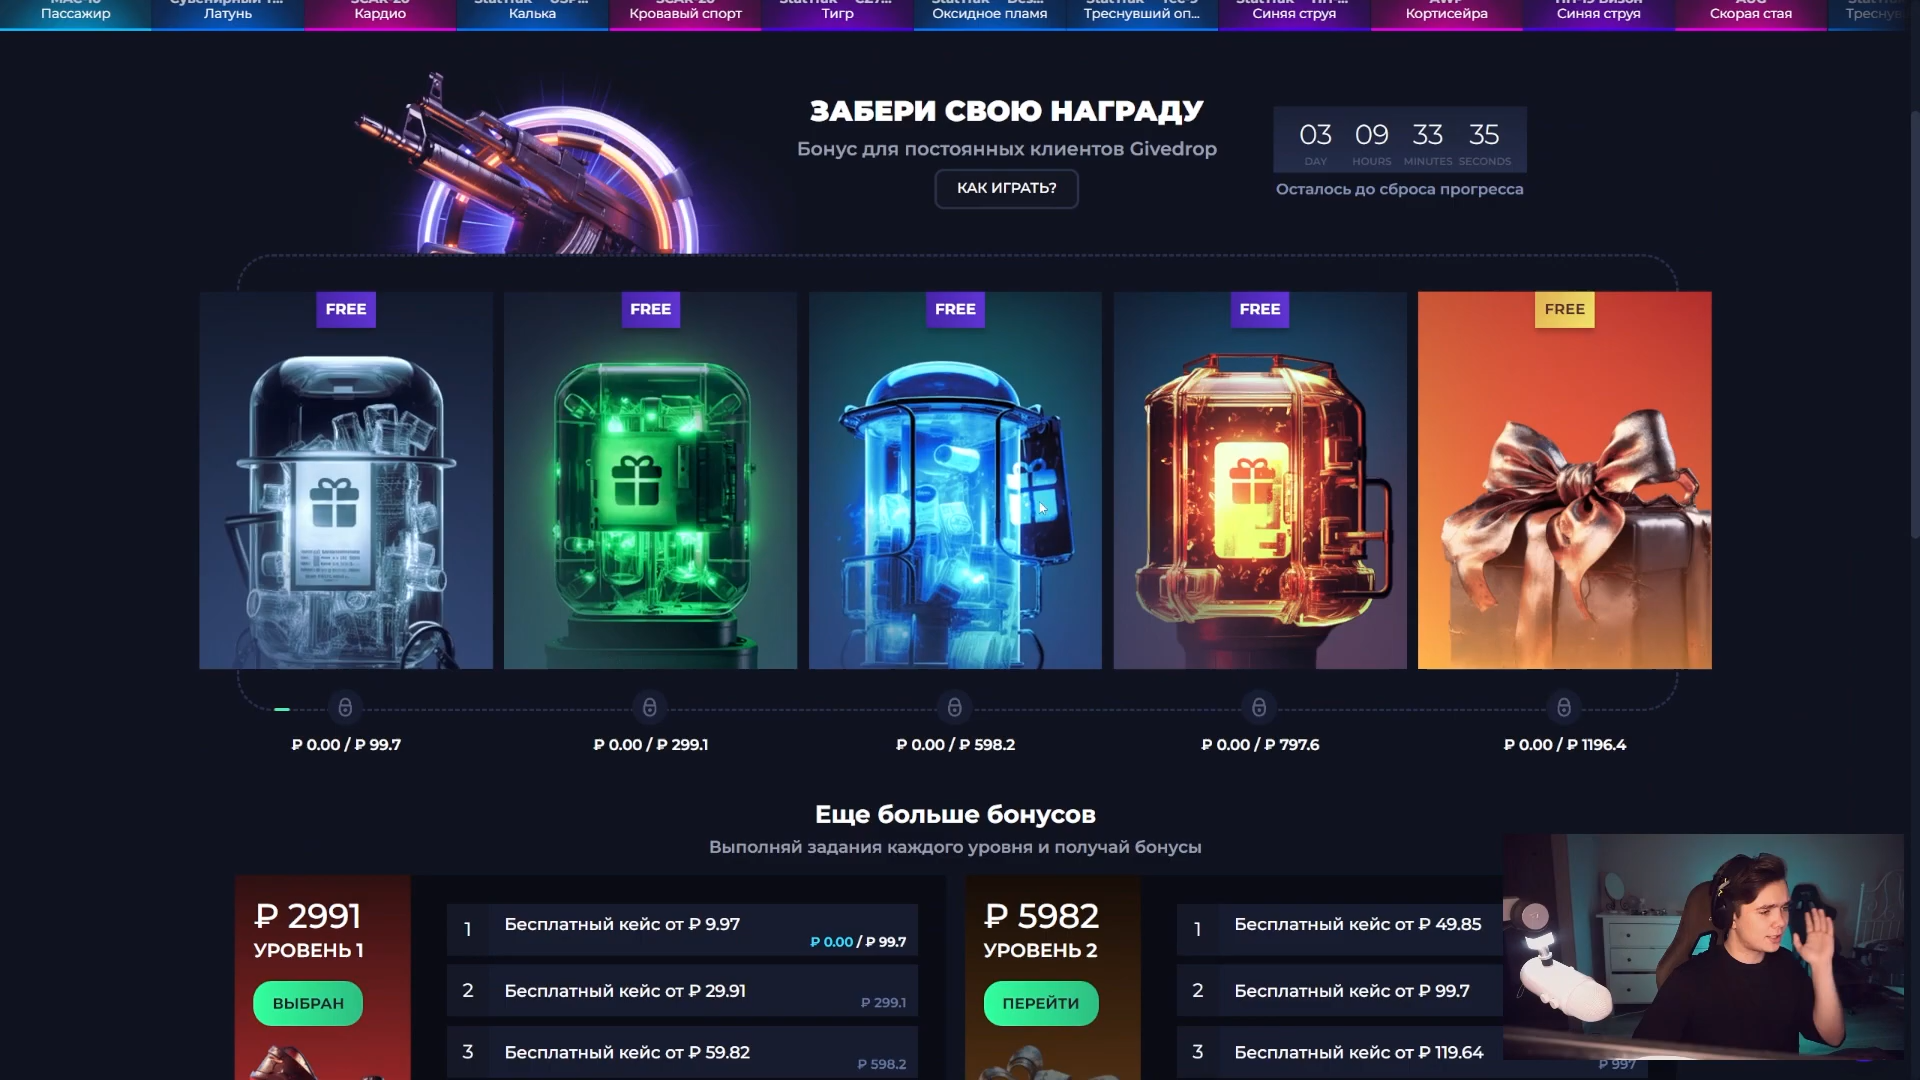 Пассажир
Латунь
Кардио
Калька
Кровавый спорт
Тигр
Оксидное пламя
Треснувший оп...
Синяя струя
Кортисейра
Синяя струя
Скорая стая
ЗАБЕРИ СВОЮ НАГРАДУ
Бонус для постоянных клиентов Givedrop
КАК ИГРАТЬ?
03 09 33 35
DAY HOURS MINUTES SECONDS
Осталось до сброса прогресса
FREE
FREE
FREE
FREE
FREE
₽ 0.00 / ₽ 99.7
₽ 0.00 / ₽ 299.1
₽ 0.00 / ₽ 598.2
₽ 0.00 / ₽ 797.6
₽ 0.00 / ₽ 1196.4
Еще больше бонусов
Выполняй задания каждого уровня и получай бонусы
₽ 2991
УРОВЕНЬ 1
ВЫБРАН
1 Бесплатный кейс от ₽ 9.97
₽ 0.00 / ₽ 99.7
2 Бесплатный кейс от ₽ 29.91
₽ 299.1
3 Бесплатный кейс от ₽ 59.82
₽ 598.2
₽ 5982
УРОВЕНЬ 2
ПЕРЕЙТИ
1 Бесплатный кейс от ₽ 49.85
2 Бесплатный кейс от ₽ 99.7
3 Бесплатный кейс от ₽ 119.64
₽ 997